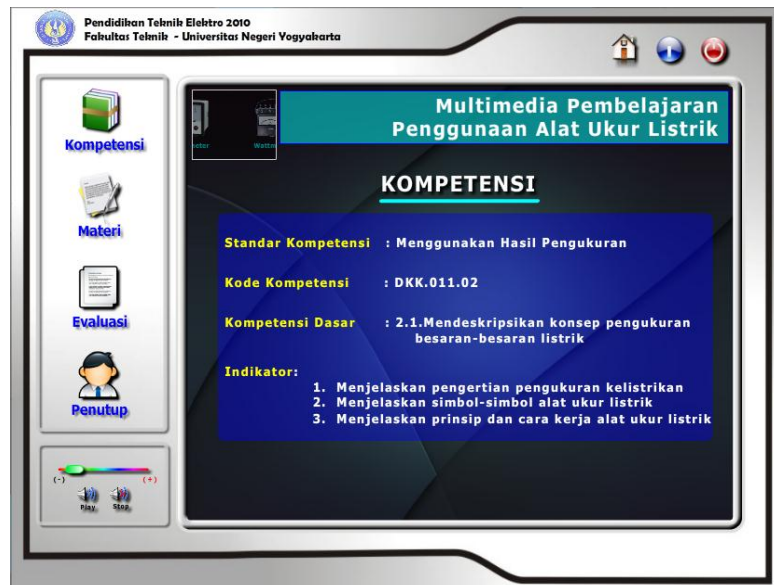 Pendidikan Teknik Elektro 2010
Fakultas Teknik - Universitas Negeri Yogyakarta
Kompetensi
Materi
Evaluasi
Penutup
(-)
(+)
Play
Stop
Multimedia Pembelajaran
Penggunaan Alat Ukur Listrik
KOMPETENSI
Standar Kompetensi : Menggunakan Hasil Pengukuran
Kode Kompetensi : DKK.011.02
Kompetensi Dasar : 2.1.Mendeskripsikan konsep pengukuran
besaran-besaran listrik
Indikator:
1. Menjelaskan pengertian pengukuran kelistrikan
2. Menjelaskan simbol-simbol alat ukur listrik
3. Menjelaskan prinsip dan cara kerja alat ukur listrik